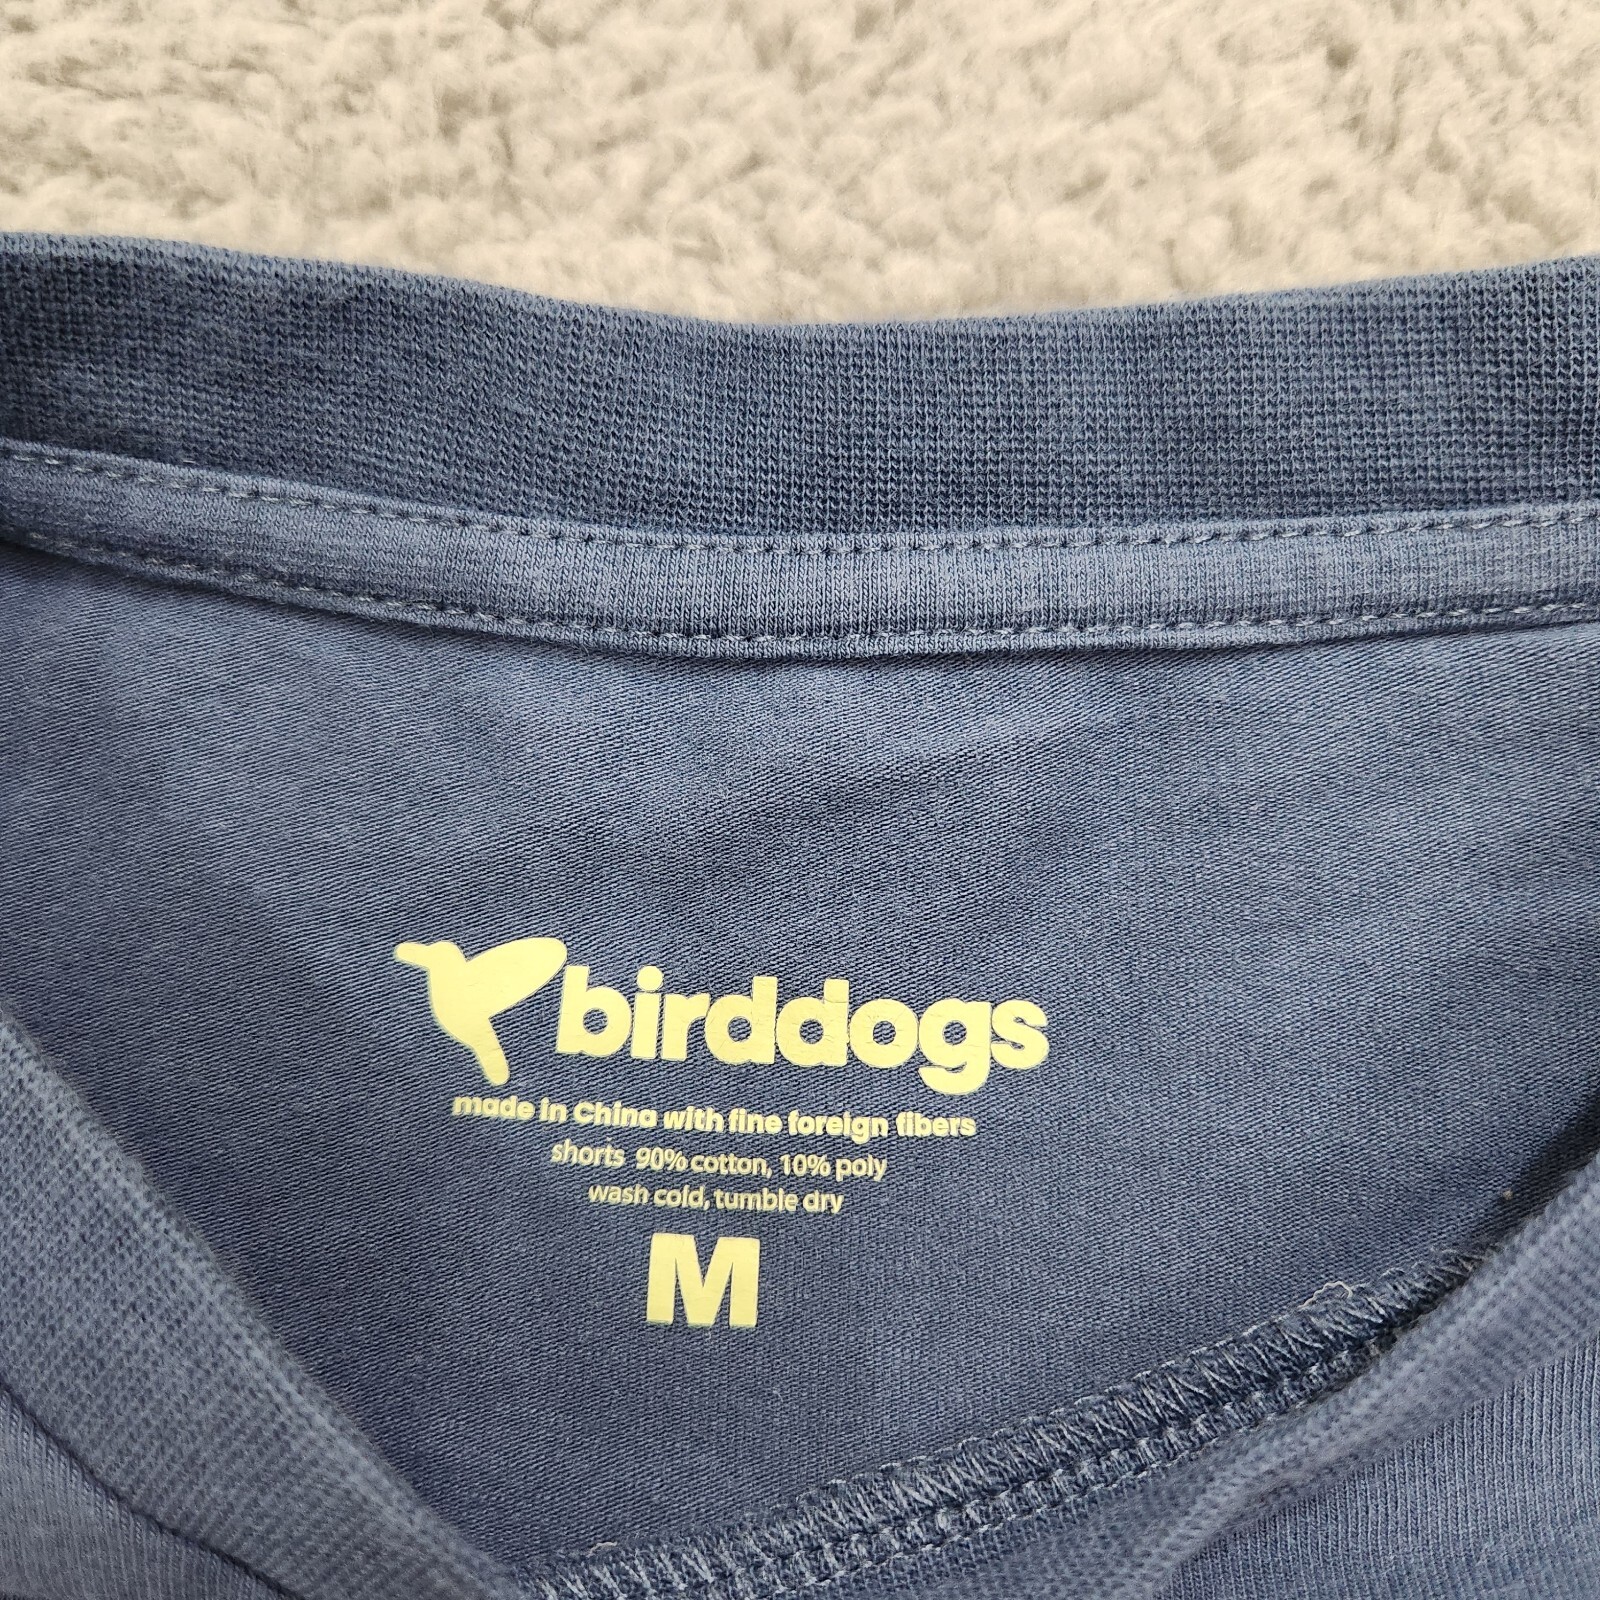 birddogs
made in China with fine foreign fibers
shorts 90% cotton, 10% poly
wash cold, tumble dry
M